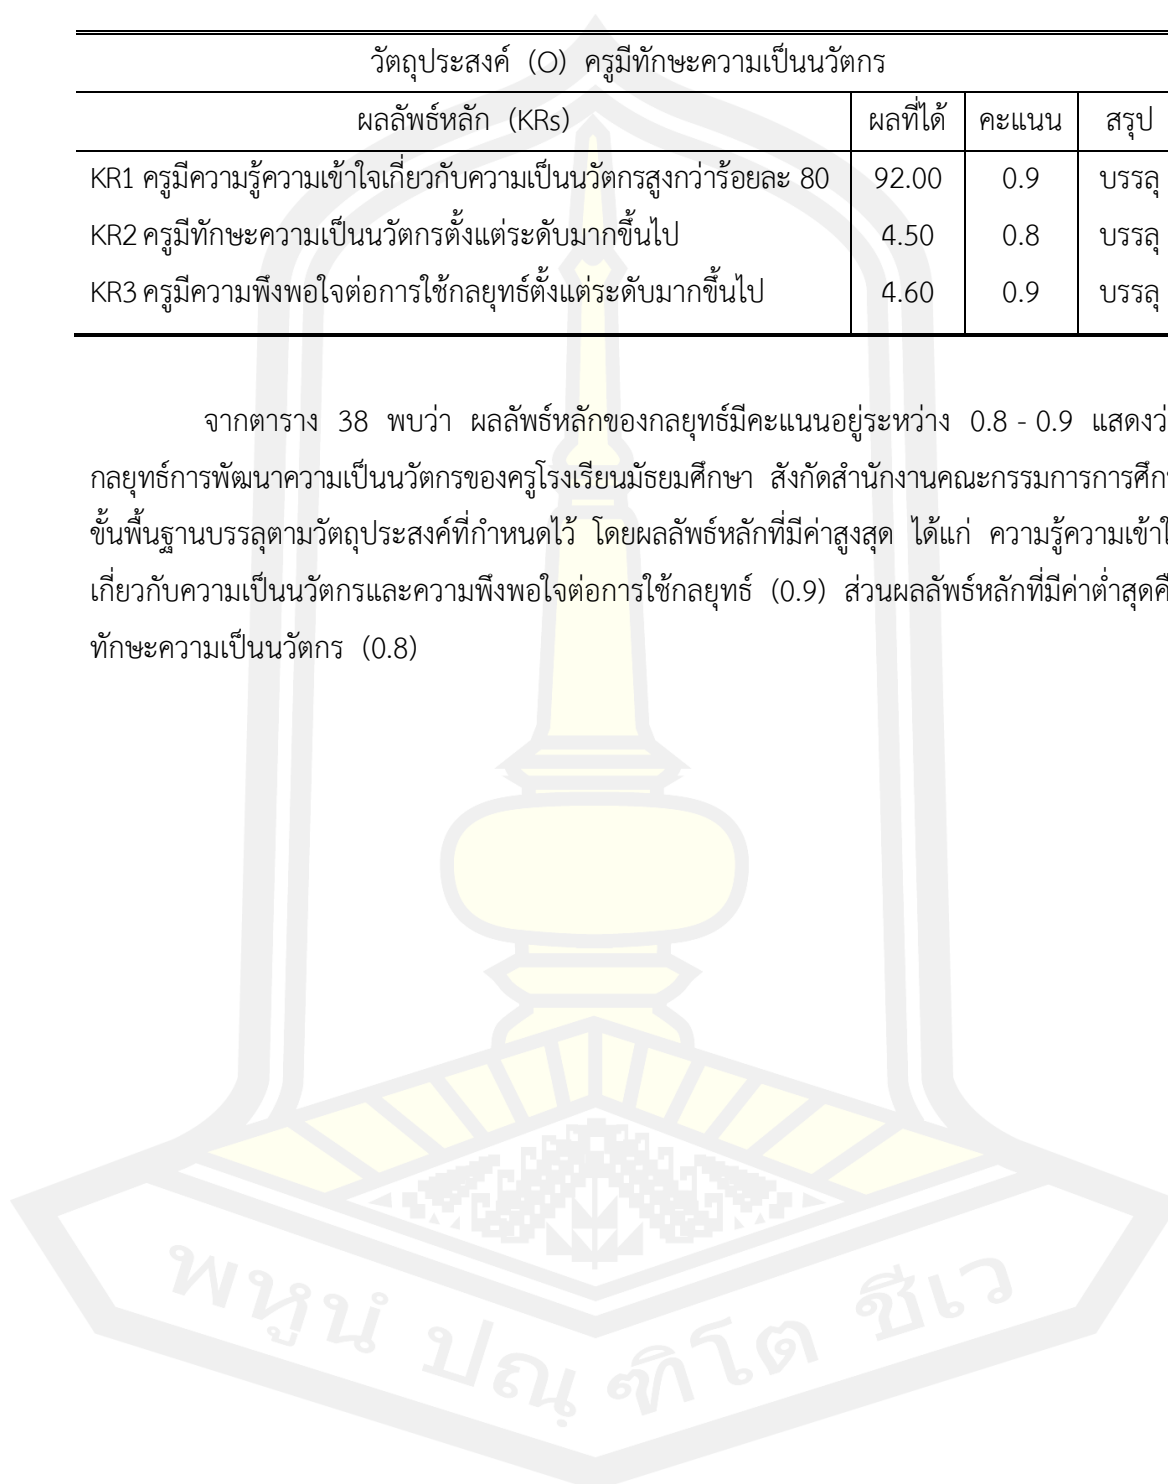 วัตถุประสงค์ (O) ครูมีทักษะความเป็นนวัตกร
ผลลัพธ์หลัก (KRs) ผลที่ได้ คะแนน สรุป
KR1 ครูมีความรู้ความเข้าใจเกี่ยวกับความเป็นนวัตกรสูงกว่าร้อยละ 80 92.00 0.9 บรรลุ
KR2 ครูมีทักษะความเป็นนวัตกรตั้งแต่ระดับมากขึ้นไป 4.50 0.8 บรรลุ
KR3 ครูมีความพึงพอใจต่อการใช้กลยุทธ์ตั้งแต่ระดับมากขึ้นไป 4.60 0.9 บรรลุ
จากตาราง 38 พบว่า ผลลัพธ์หลักของกลยุทธ์มีคะแนนอยู่ระหว่าง 0.8 - 0.9 แสดงว่
กลยุทธ์การพัฒนาความเป็นนวัตกรของครูโรงเรียนมัธยมศึกษา สังกัดสำนักงานคณะกรรมการการศึก
ขั้นพื้นฐานบรรลุตามวัตถุประสงค์ที่กำหนดไว้ โดยผลลัพธ์หลักที่มีค่าสูงสุด ได้แก่ ความรู้ความเข้าใ
เกี่ยวกับความเป็นนวัตกรและความพึงพอใจต่อการใช้กลยุทธ์ (0.9) ส่วนผลลัพธ์หลักที่มีค่าต่ำสุดคื
ทักษะความเป็นนวัตกร (0.8)
พหูนํ ปณฺฑิโต ชีเว